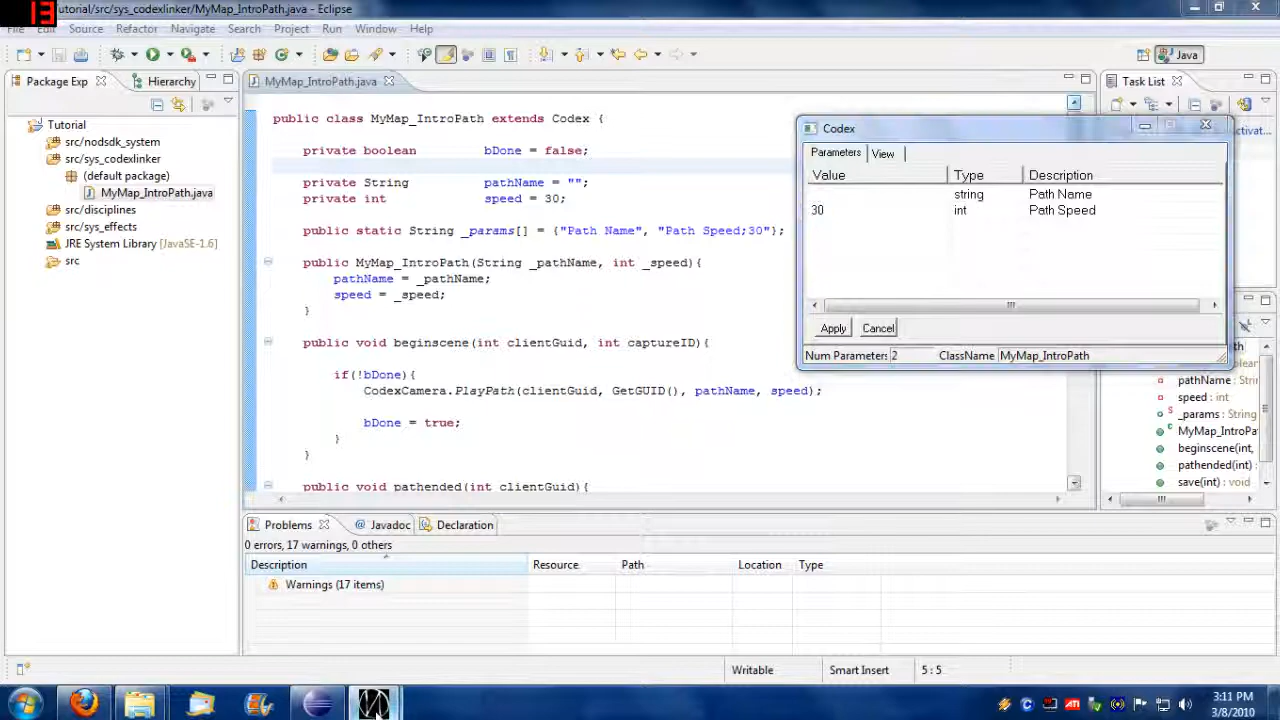 13
Tutorial/src/sys_codexlinker/MyMap_IntroPath.java - Eclipse
File Edit Source Refactor Navigate Search Project Run Window Help
Java
Package Exp
Hierarchy
MyMap_IntroPath.java
Task List
Tutorial
src/nodsdk_system
src/sys_codexlinker
(default package)
MyMap_IntroPath.java
src/disciplines
src/sys_effects
JRE System Library [JavaSE-1.6]
src
public class MyMap_IntroPath extends Codex {
private boolean bDone = false;
private String pathName = "";
private int speed = 30;
public static String _params[] = {"Path Name", "Path Speed;30"};
public MyMap_IntroPath(String _pathName, int _speed){
pathName = _pathName;
speed = _speed;
}
public void beginscene(int clientGuid, int captureID){
if(!bDone){
CodexCamera.PlayPath(clientGuid, GetGUID(), pathName, speed);
bDone = true;
}
}
public void pathended(int clientGuid){
Codex
Parameters View
Value Type Description
string Path Name
30 int Path Speed
Apply Cancel
Num Parameters 2 ClassName MyMap_IntroPath
pathName : Strin
speed : int
_params : String
MyMap_IntroPa
beginscene(int,
pathended(int)
save(int) : void
Problems
Javadoc
Declaration
0 errors, 17 warnings, 0 others
Description Resource Path Location Type
Warnings (17 items)
Writable Smart Insert 5 : 5
3:11 PM
3/8/2010